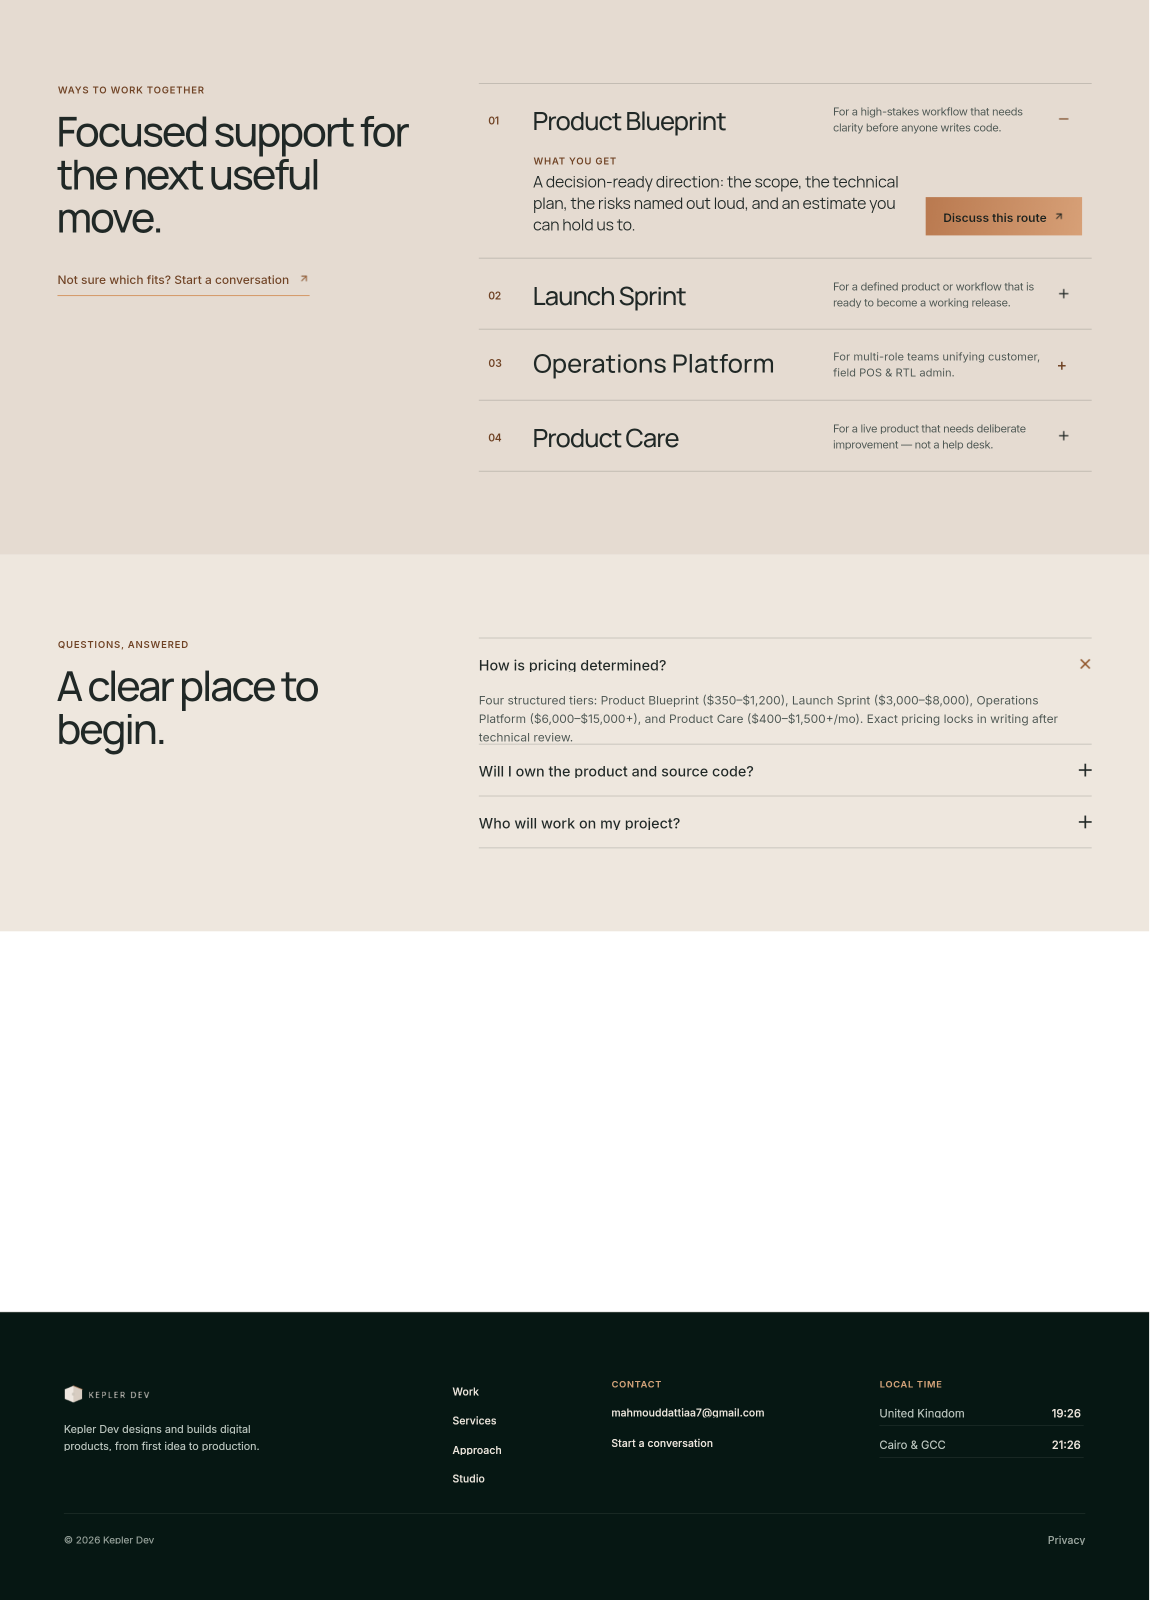 WAYS TO WORK TOGETHER
Focused support for
the next useful
move.
Not sure which fits? Start a conversation
01
Product Blueprint
For a high-stakes workflow that needs
clarity before anyone writes code.
WHAT YOU GET
A decision-ready direction: the scope, the technical
plan, the risks named out loud, and an estimate you
can hold us to.
Discuss this route
02
Launch Sprint
For a defined product or workflow that is
ready to become a working release.
03
Operations Platform
For multi-role teams unifying customer,
field POS & RTL admin.
04
Product Care
For a live product that needs deliberate
improvement — not a help desk.
QUESTIONS, ANSWERED
A clear place to
begin.
How is pricing determined?
Four structured tiers: Product Blueprint ($350–$1,200), Launch Sprint ($3,000–$8,000), Operations
Platform ($6,000–$15,000+), and Product Care ($400–$1,500+/mo). Exact pricing locks in writing after
technical review.
Will I own the product and source code?
Who will work on my project?
KEPLER DEV
Kepler Dev designs and builds digital
products, from first idea to production.
Work
Services
Approach
Studio
CONTACT
mahmouddattiaa7@gmail.com
Start a conversation
LOCAL TIME
United Kingdom 19:26
Cairo & GCC 21:26
© 2026 Kepler Dev
Privacy